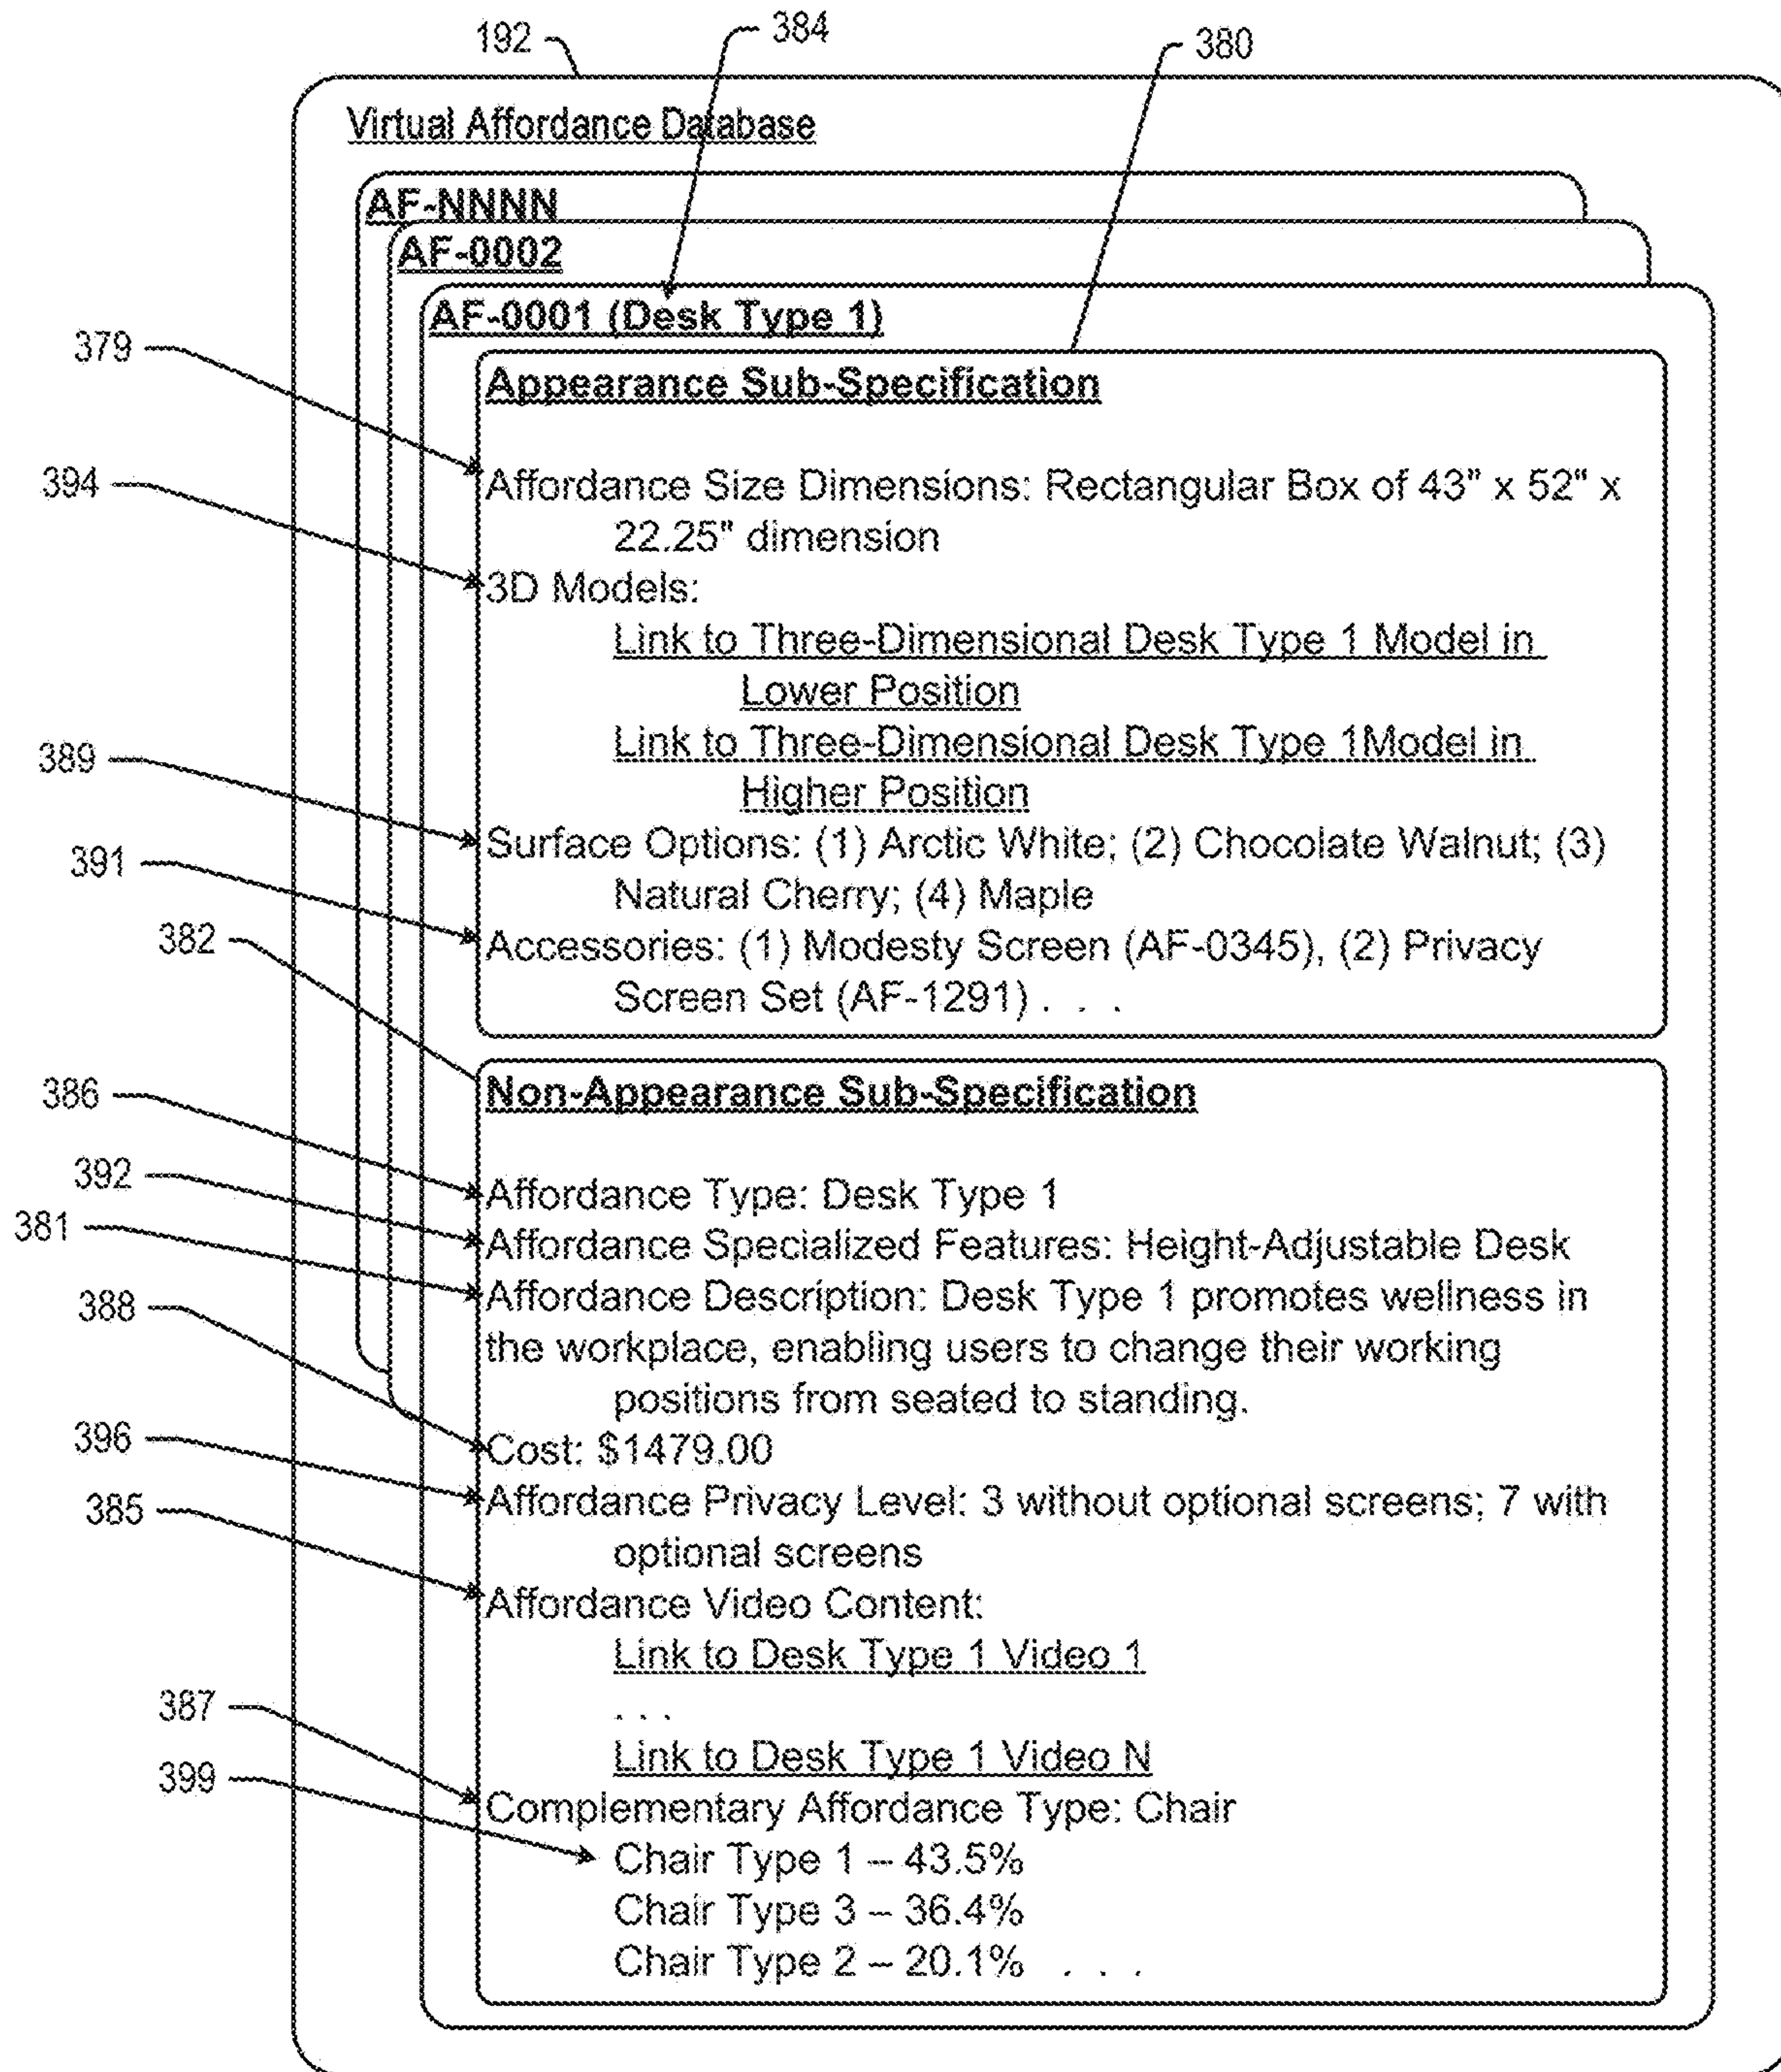 192
384
380
Virtual Affordance Database
AF-NNNN
AF-0002
AF-0001 (Desk Type 1)
379
Appearance Sub-Specification
394
Affordance Size Dimensions: Rectangular Box of 43" x 52" x
22.25" dimension
3D Models:
Link to Three-Dimensional Desk Type 1 Model in
Lower Position
389
Link to Three-Dimensional Desk Type 1Model in
Higher Position
391
Surface Options: (1) Arctic White; (2) Chocolate Walnut; (3)
Natural Cherry; (4) Maple
382
Accessories: (1) Modesty Screen (AF-0345), (2) Privacy
Screen Set (AF-1291) . . .
386
Non-Appearance Sub-Specification
392
Affordance Type: Desk Type 1
381
Affordance Specialized Features: Height-Adjustable Desk
388
Affordance Description: Desk Type 1 promotes wellness in
the workplace, enabling users to change their working
positions from seated to standing.
396
Cost: $1479.00
385
Affordance Privacy Level: 3 without optional screens; 7 with
optional screens
Affordance Video Content:
Link to Desk Type 1 Video 1
387
. . .
Link to Desk Type 1 Video N
399
Complementary Affordance Type: Chair
Chair Type 1 – 43.5%
Chair Type 3 – 36.4%
Chair Type 2 – 20.1% . . .